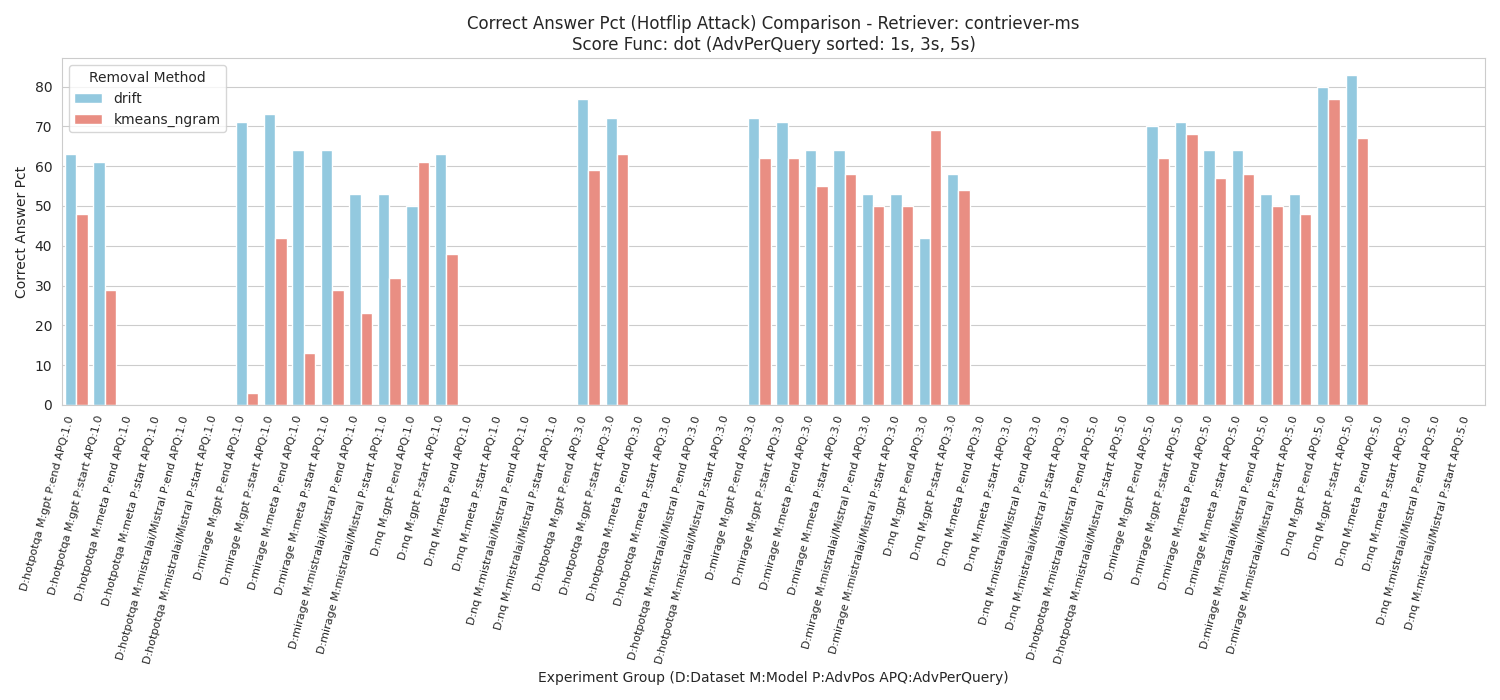 Correct Answer Pct (Hotflip Attack) Comparison - Retriever: contriever-ms
Score Func: dot (AdvPerQuery sorted: 1s, 3s, 5s)
Removal Method
drift
kmeans_ngram
Correct Answer Pct
80
70
60
50
40
30
20
10
0
D:hotpotqa M:gpt P:end APQ:1.0
D:hotpotqa M:gpt P:start APQ:1.0
D:hotpotqa M:meta P:end APQ:1.0
D:hotpotqa M:meta P:start APQ:1.0
D:hotpotqa M:mistralai/Mistral P:end APQ:1.0
D:hotpotqa M:mistralai/Mistral P:start APQ:1.0
D:mirage M:gpt P:end APQ:1.0
D:mirage M:gpt P:start APQ:1.0
D:mirage M:meta P:end APQ:1.0
D:mirage M:meta P:start APQ:1.0
D:mirage M:mistralai/Mistral P:end APQ:1.0
D:mirage M:mistralai/Mistral P:start APQ:1.0
D:nq M:gpt P:end APQ:1.0
D:nq M:gpt P:start APQ:1.0
D:nq M:meta P:end APQ:1.0
D:nq M:meta P:start APQ:1.0
D:nq M:mistralai/Mistral P:end APQ:1.0
D:nq M:mistralai/Mistral P:start APQ:1.0
D:hotpotqa M:gpt P:end APQ:3.0
D:hotpotqa M:gpt P:start APQ:3.0
D:hotpotqa M:meta P:end APQ:3.0
D:hotpotqa M:meta P:start APQ:3.0
D:hotpotqa M:mistralai/Mistral P:end APQ:3.0
D:hotpotqa M:mistralai/Mistral P:start APQ:3.0
D:mirage M:gpt P:end APQ:3.0
D:mirage M:gpt P:start APQ:3.0
D:mirage M:meta P:end APQ:3.0
D:mirage M:meta P:start APQ:3.0
D:mirage M:mistralai/Mistral P:end APQ:3.0
D:mirage M:mistralai/Mistral P:start APQ:3.0
D:nq M:gpt P:end APQ:3.0
D:nq M:gpt P:start APQ:3.0
D:nq M:meta P:end APQ:3.0
D:nq M:meta P:start APQ:3.0
D:nq M:mistralai/Mistral P:end APQ:3.0
D:nq M:mistralai/Mistral P:start APQ:3.0
D:hotpotqa M:mistralai/Mistral P:end APQ:5.0
D:hotpotqa M:mistralai/Mistral P:start APQ:5.0
D:mirage M:gpt P:end APQ:5.0
D:mirage M:gpt P:start APQ:5.0
D:mirage M:meta P:end APQ:5.0
D:mirage M:meta P:start APQ:5.0
D:mirage M:mistralai/Mistral P:end APQ:5.0
D:mirage M:mistralai/Mistral P:start APQ:5.0
D:nq M:gpt P:end APQ:5.0
D:nq M:gpt P:start APQ:5.0
D:nq M:meta P:end APQ:5.0
D:nq M:meta P:start APQ:5.0
D:nq M:mistralai/Mistral P:end APQ:5.0
D:nq M:mistralai/Mistral P:start APQ:5.0
Experiment Group (D:Dataset M:Model P:AdvPos APQ:AdvPerQuery)